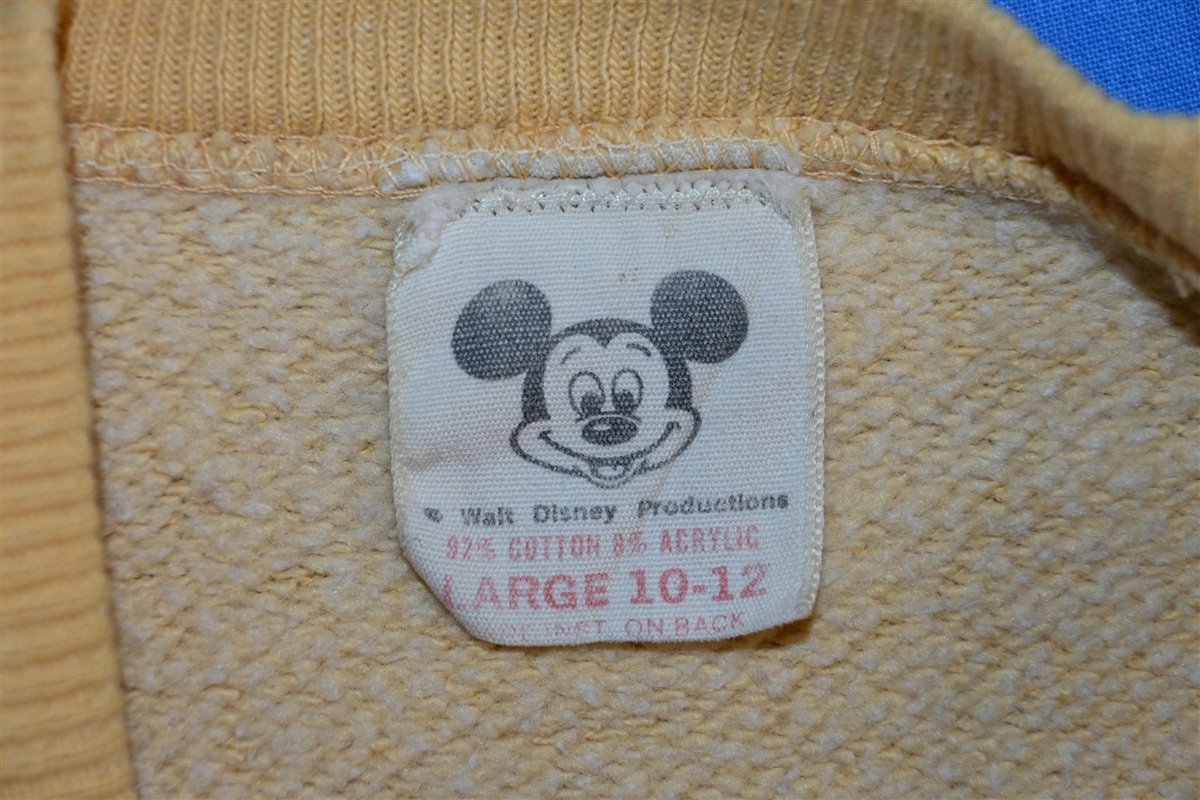 © Walt Disney Productions
92% COTTON 8% ACRYLIC
LARGE 10-12
INST. ON BACK